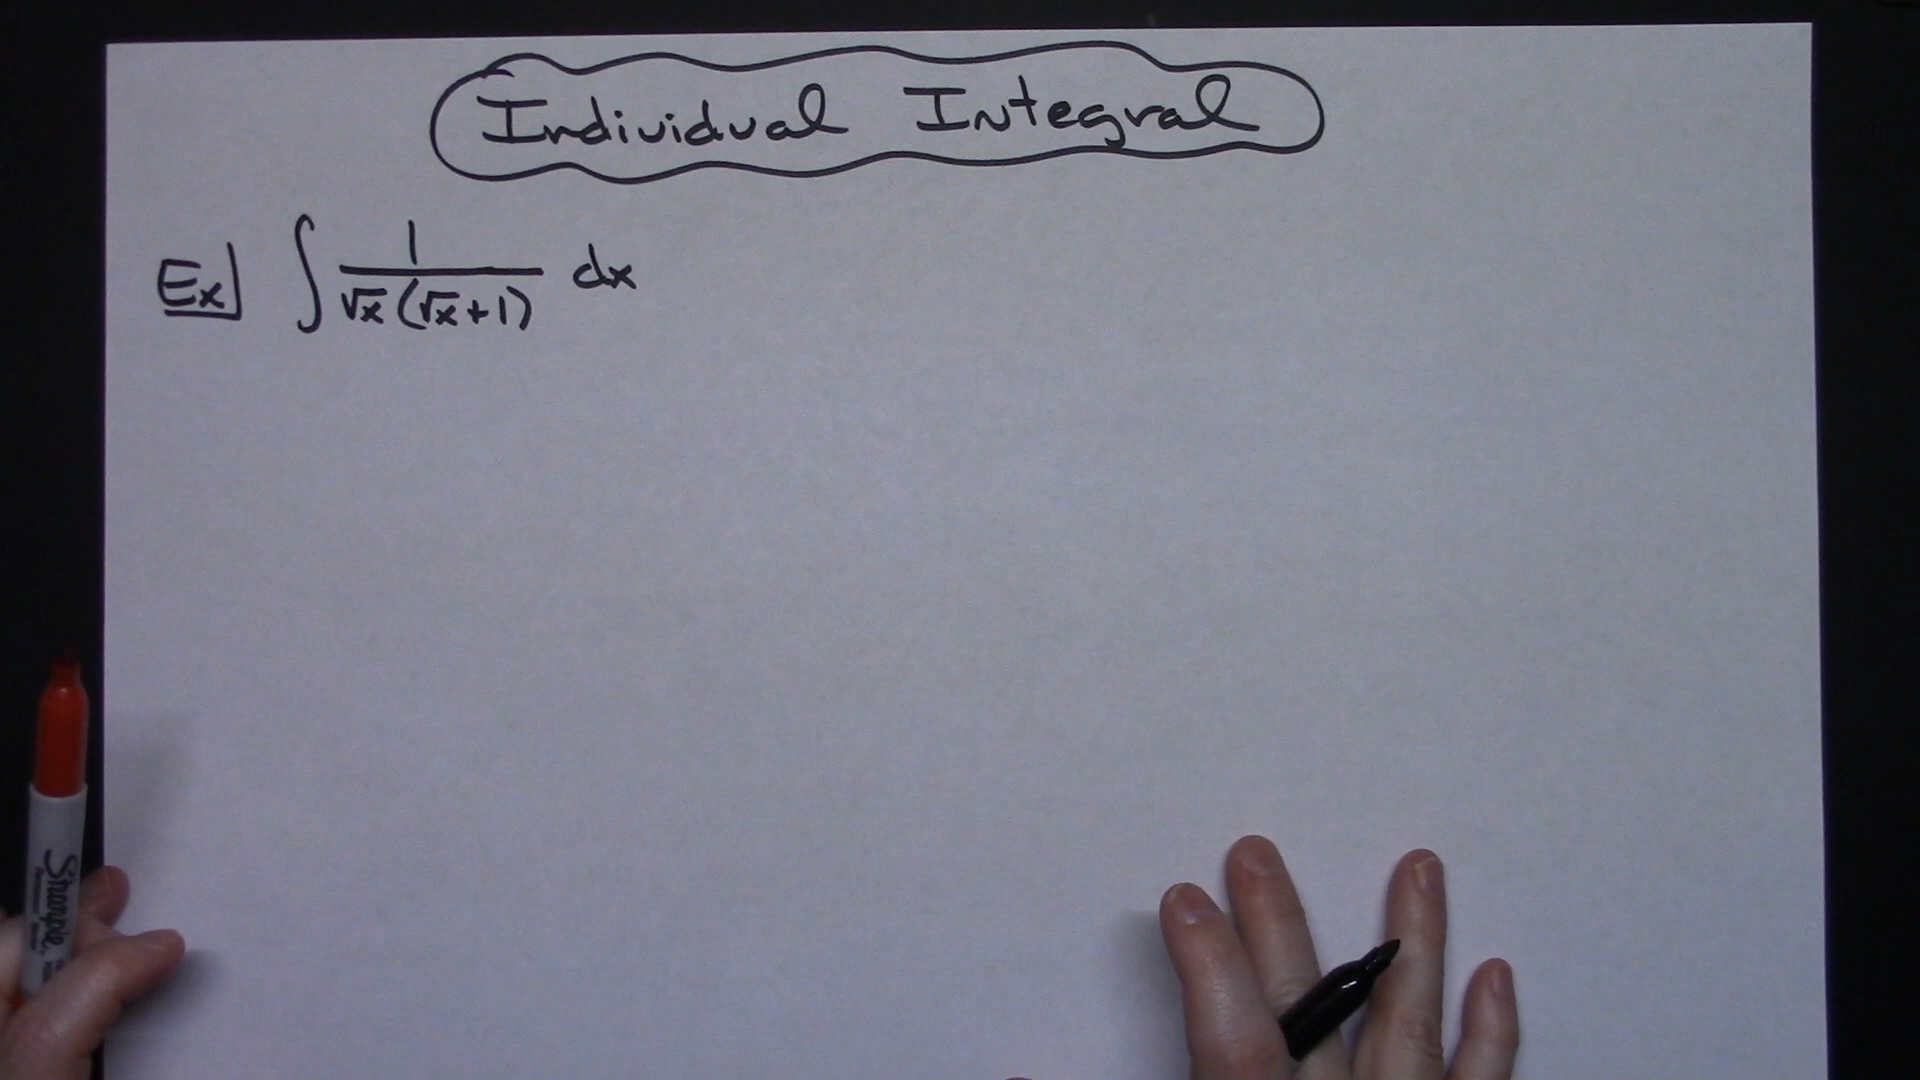 Individual Integral
Ex ∫ 1/(√x(√x+1)) dx
Sharpie